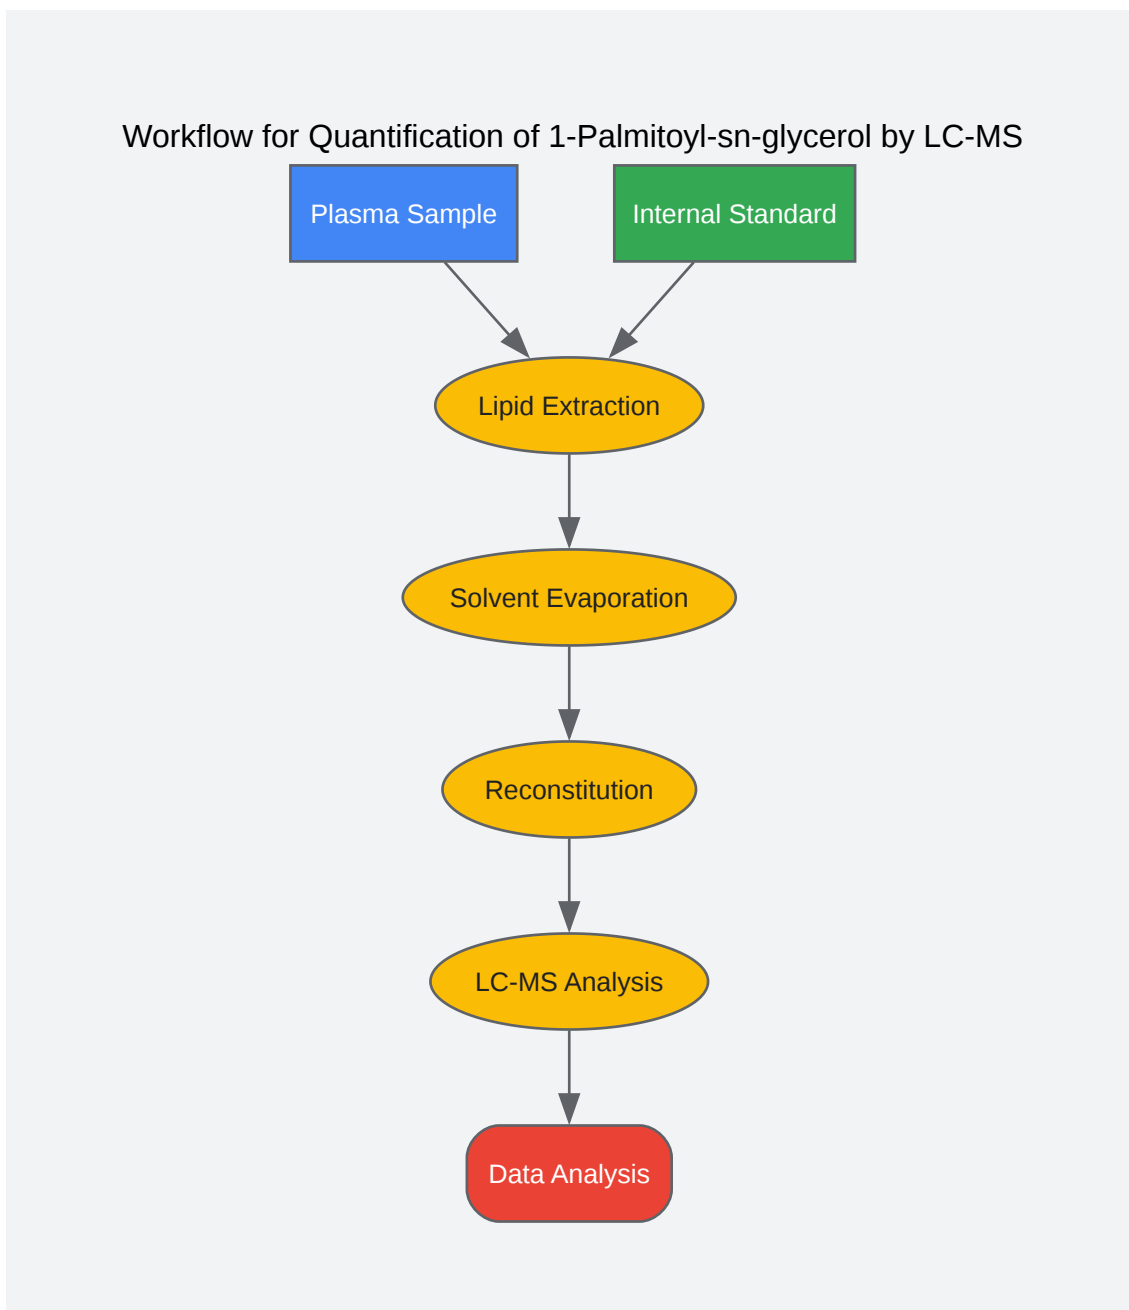 Workflow for Quantification of 1-Palmitoyl-sn-glycerol by LC-MS
Plasma Sample
Internal Standard
Lipid Extraction
Solvent Evaporation
Reconstitution
LC-MS Analysis
Data Analysis